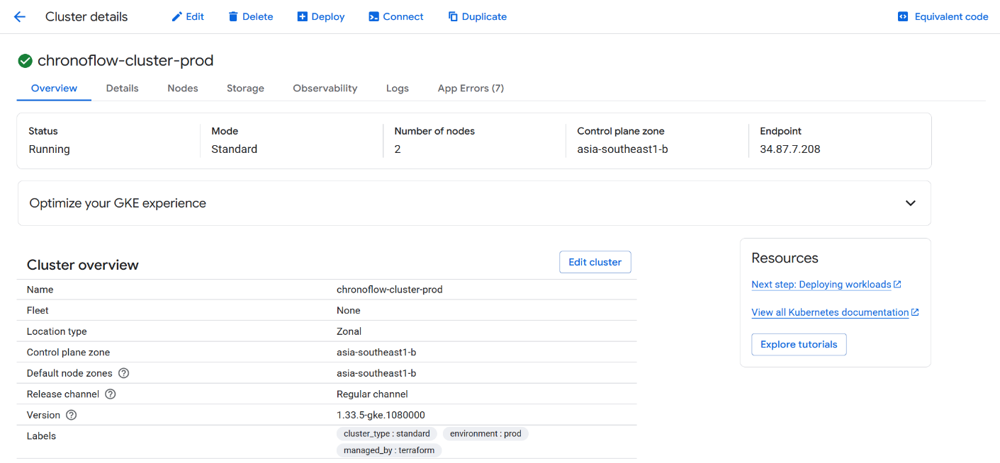 Cluster details Edit Delete Deploy Connect Duplicate Equivalent code
chronoflow-cluster-prod
Overview Details Nodes Storage Observability Logs App Errors (7)
Status Mode Number of nodes Control plane zone Endpoint
Running Standard 2 asia-southeast1-b 34.87.7.208
Optimize your GKE experience
Cluster overview Edit cluster
Name chronoflow-cluster-prod
Fleet None
Location type Zonal
Control plane zone asia-southeast1-b
Default node zones asia-southeast1-b
Release channel Regular channel
Version 1.33.5-gke.1080000
Labels cluster_type : standard environment : prod
managed_by : terraform
Resources
Next step: Deploying workloads
View all Kubernetes documentation
Explore tutorials